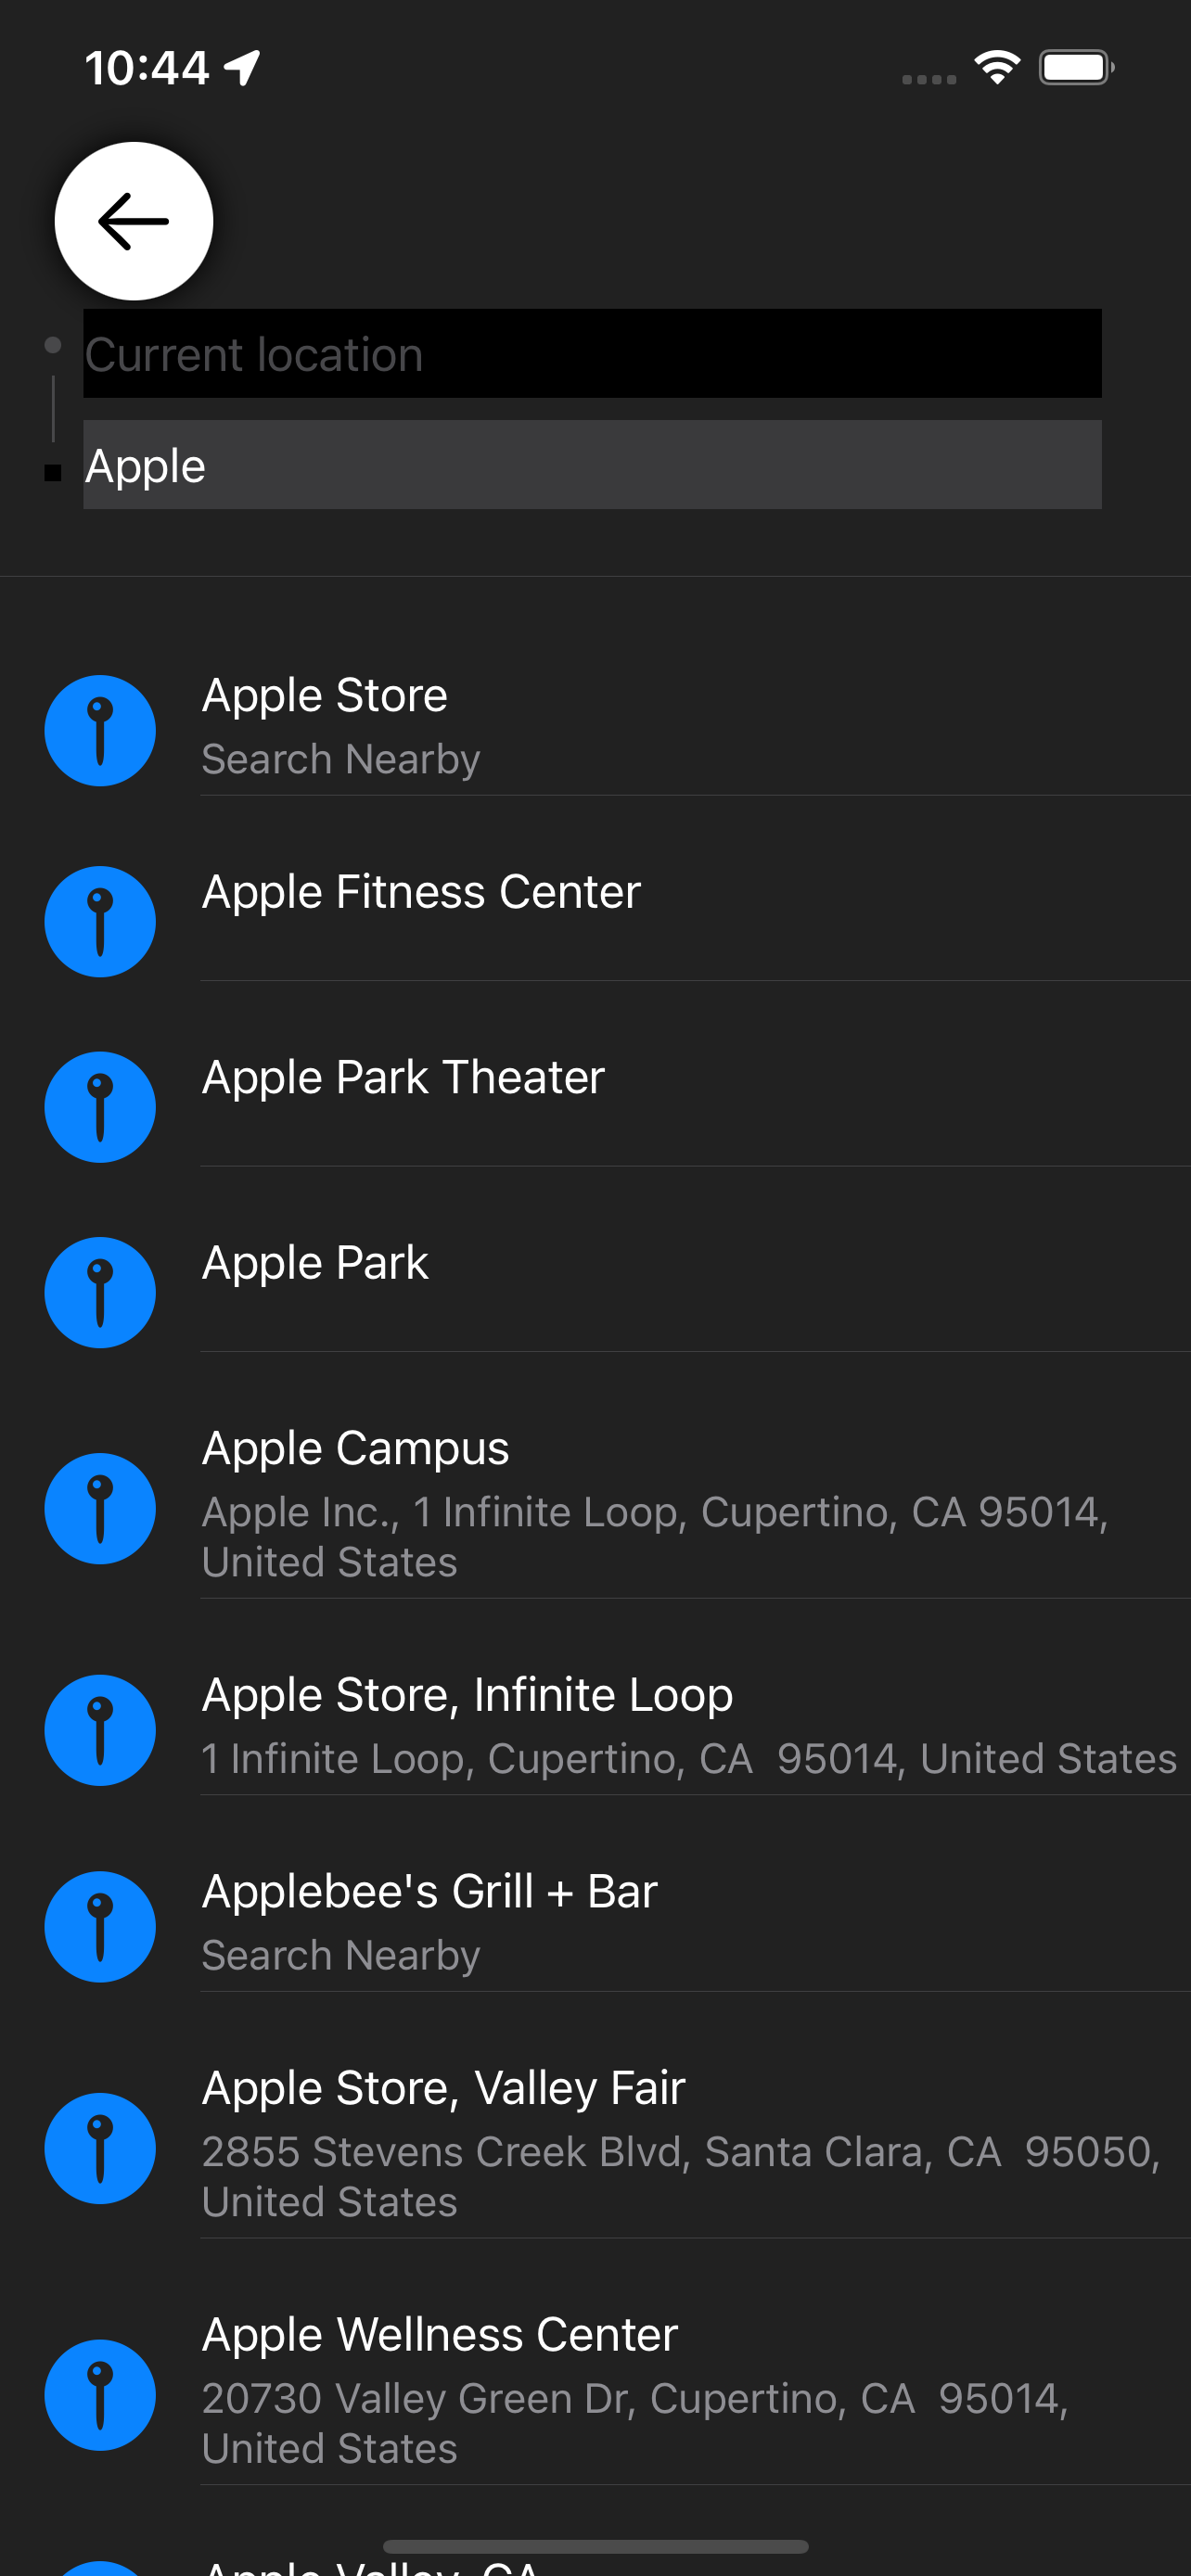 10:44
Current location
Apple
Apple Store
Search Nearby
Apple Fitness Center
Apple Park Theater
Apple Park
Apple Campus
Apple Inc., 1 Infinite Loop, Cupertino, CA 95014,
United States
Apple Store, Infinite Loop
1 Infinite Loop, Cupertino, CA  95014, United States
Applebee's Grill + Bar
Search Nearby
Apple Store, Valley Fair
2855 Stevens Creek Blvd, Santa Clara, CA  95050,
United States
Apple Wellness Center
20730 Valley Green Dr, Cupertino, CA  95014,
United States
Apple Valley, CA